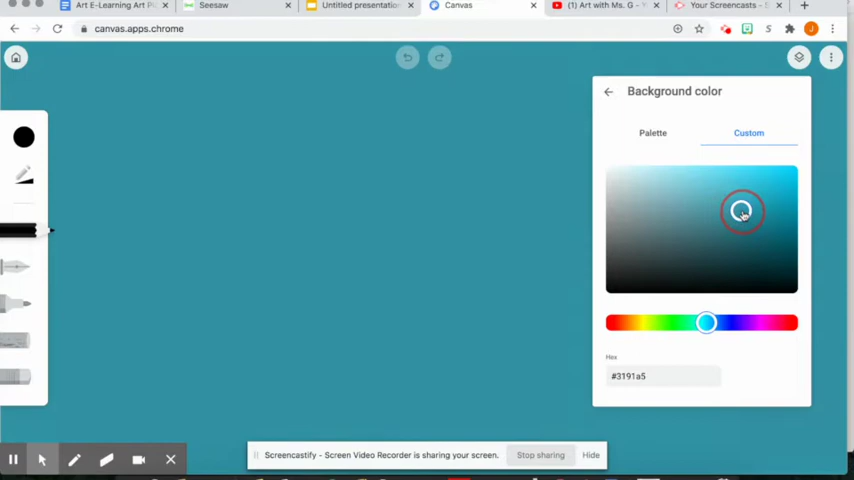 Art E-Learning Art P
Seesaw
Untitled presentation
Canvas
(1) Art with Ms. G - Y
Your Screencasts
canvas.apps.chrome
J
S
Background color
Palette
Custom
Hex
#3191a5
Screencastify - Screen Video Recorder is sharing your screen.
Stop sharing
Hide